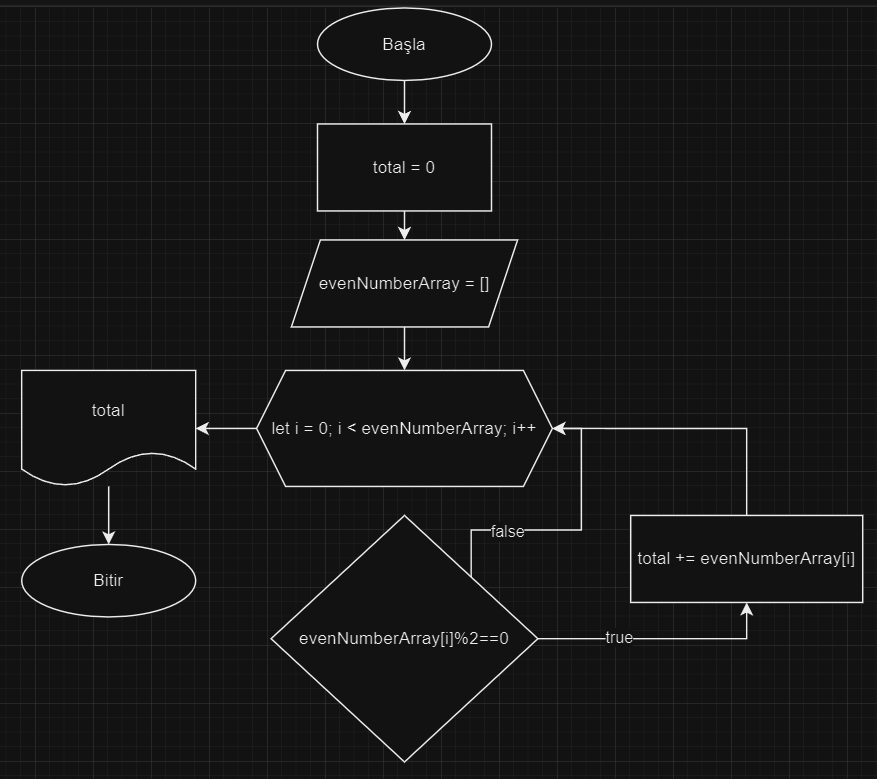 Başla
total = 0
evenNumberArray = []
let i = 0; i < evenNumberArray; i++
total
false
total += evenNumberArray[i]
Bitir
evenNumberArray[i]%2==0
true